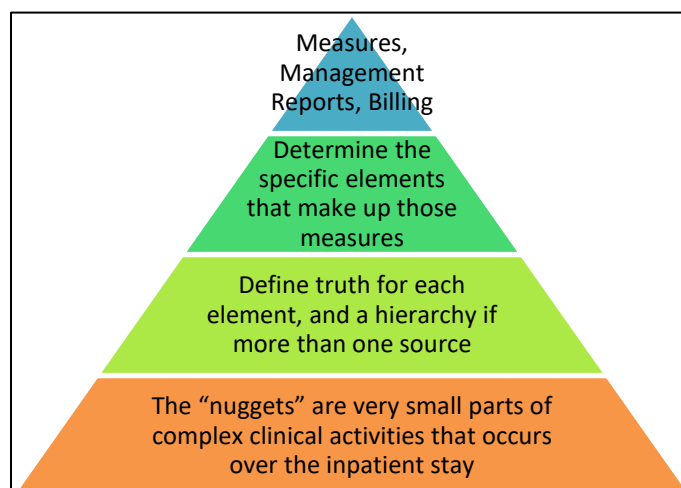 Measures,
Management
Reports, Billing
Determine the
specific elements
that make up those
measures
Define truth for each
element, and a hierarchy if
more than one source
The “nuggets” are very small parts of
complex clinical activities that occurs
over the inpatient stay